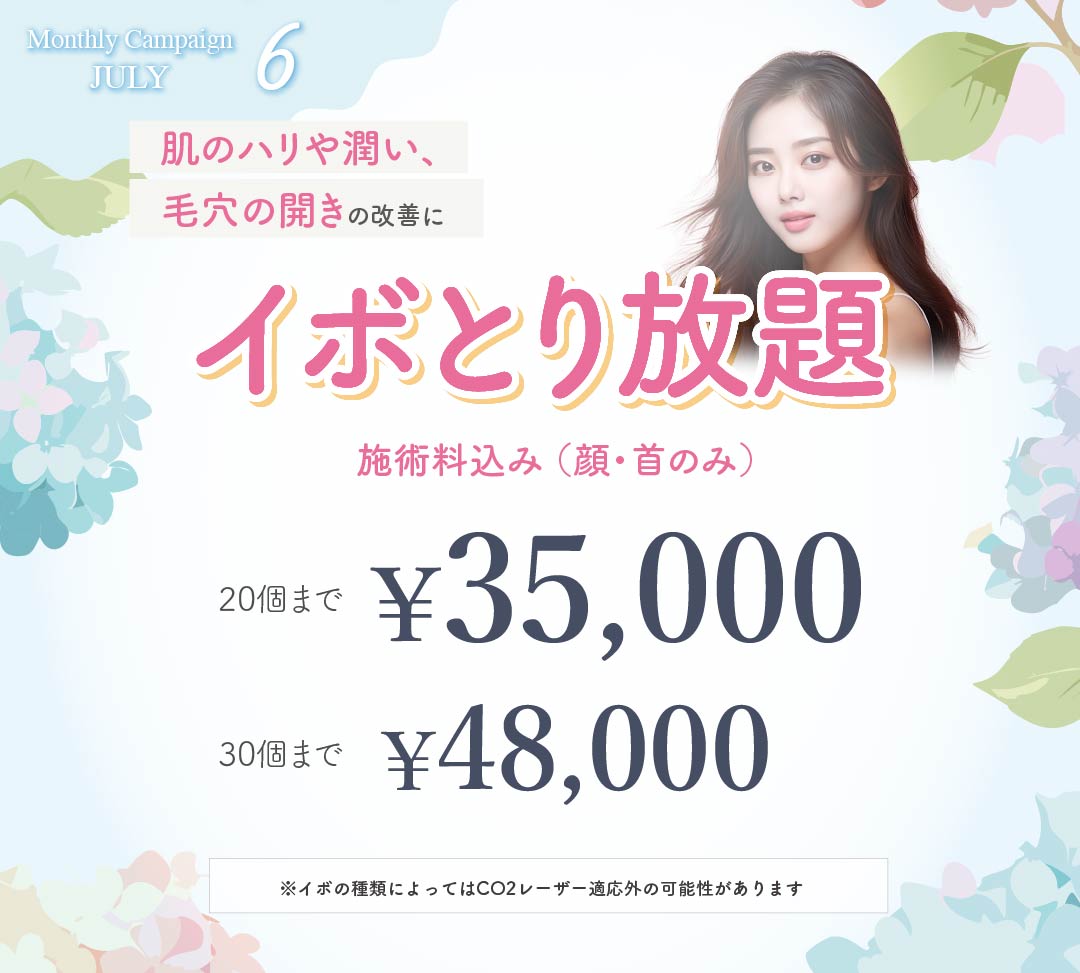 Monthly Campaign
JULY
6
肌のハリや潤い、
毛穴の開きの改善に
イボとり放題
施術料込み（顔・首のみ）
20個まで ¥35,000
30個まで ¥48,000
※イボの種類によってはCO2レーザー適応外の可能性があります